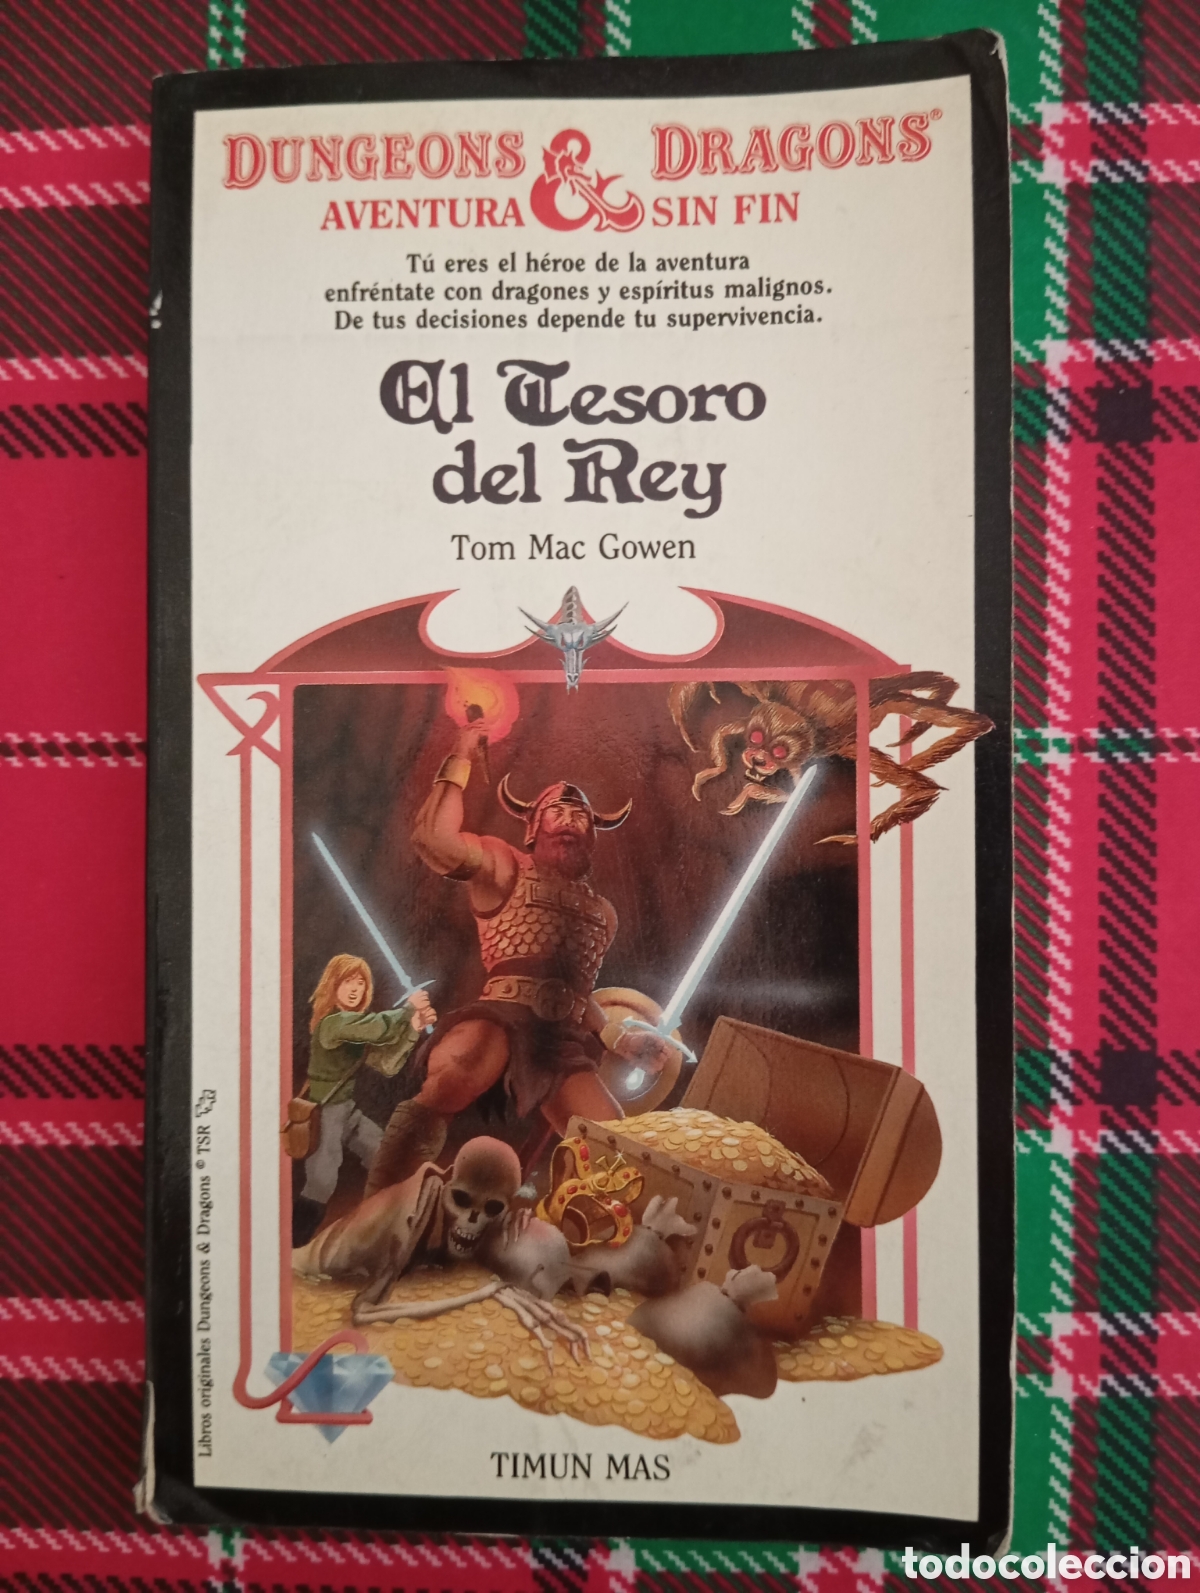 DUNGEONS & DRAGONS®
AVENTURA SIN FIN
Tú eres el héroe de la aventura
enfréntate con dragones y espíritus malignos.
De tus decisiones depende tu supervivencia.
El Tesoro
del Rey
Tom Mac Gowen
Libros originales Dungeons & Dragons © TSR
TIMUN MAS
todocoleccion